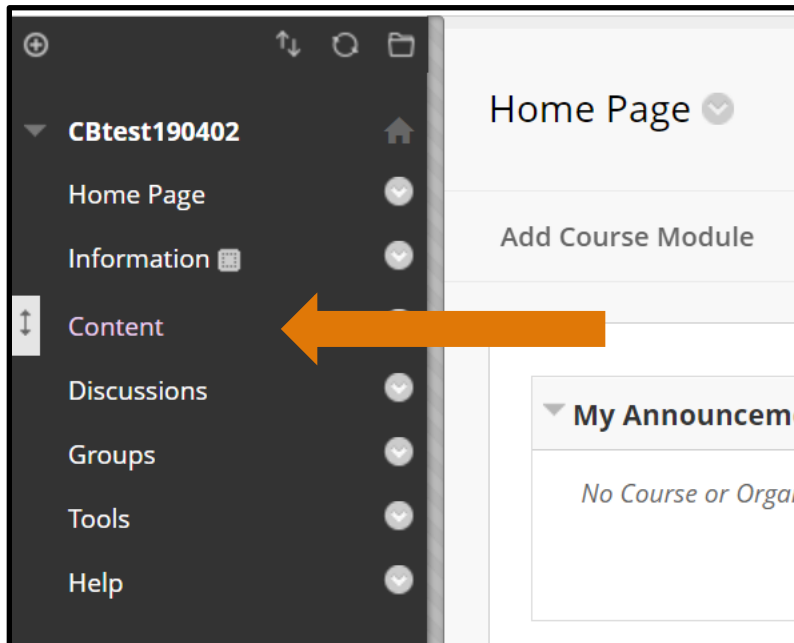 CBtest190402
Home Page
Information
Content
Discussions
Groups
Tools
Help
Home Page
Add Course Module
My Announcem
No Course or Orga